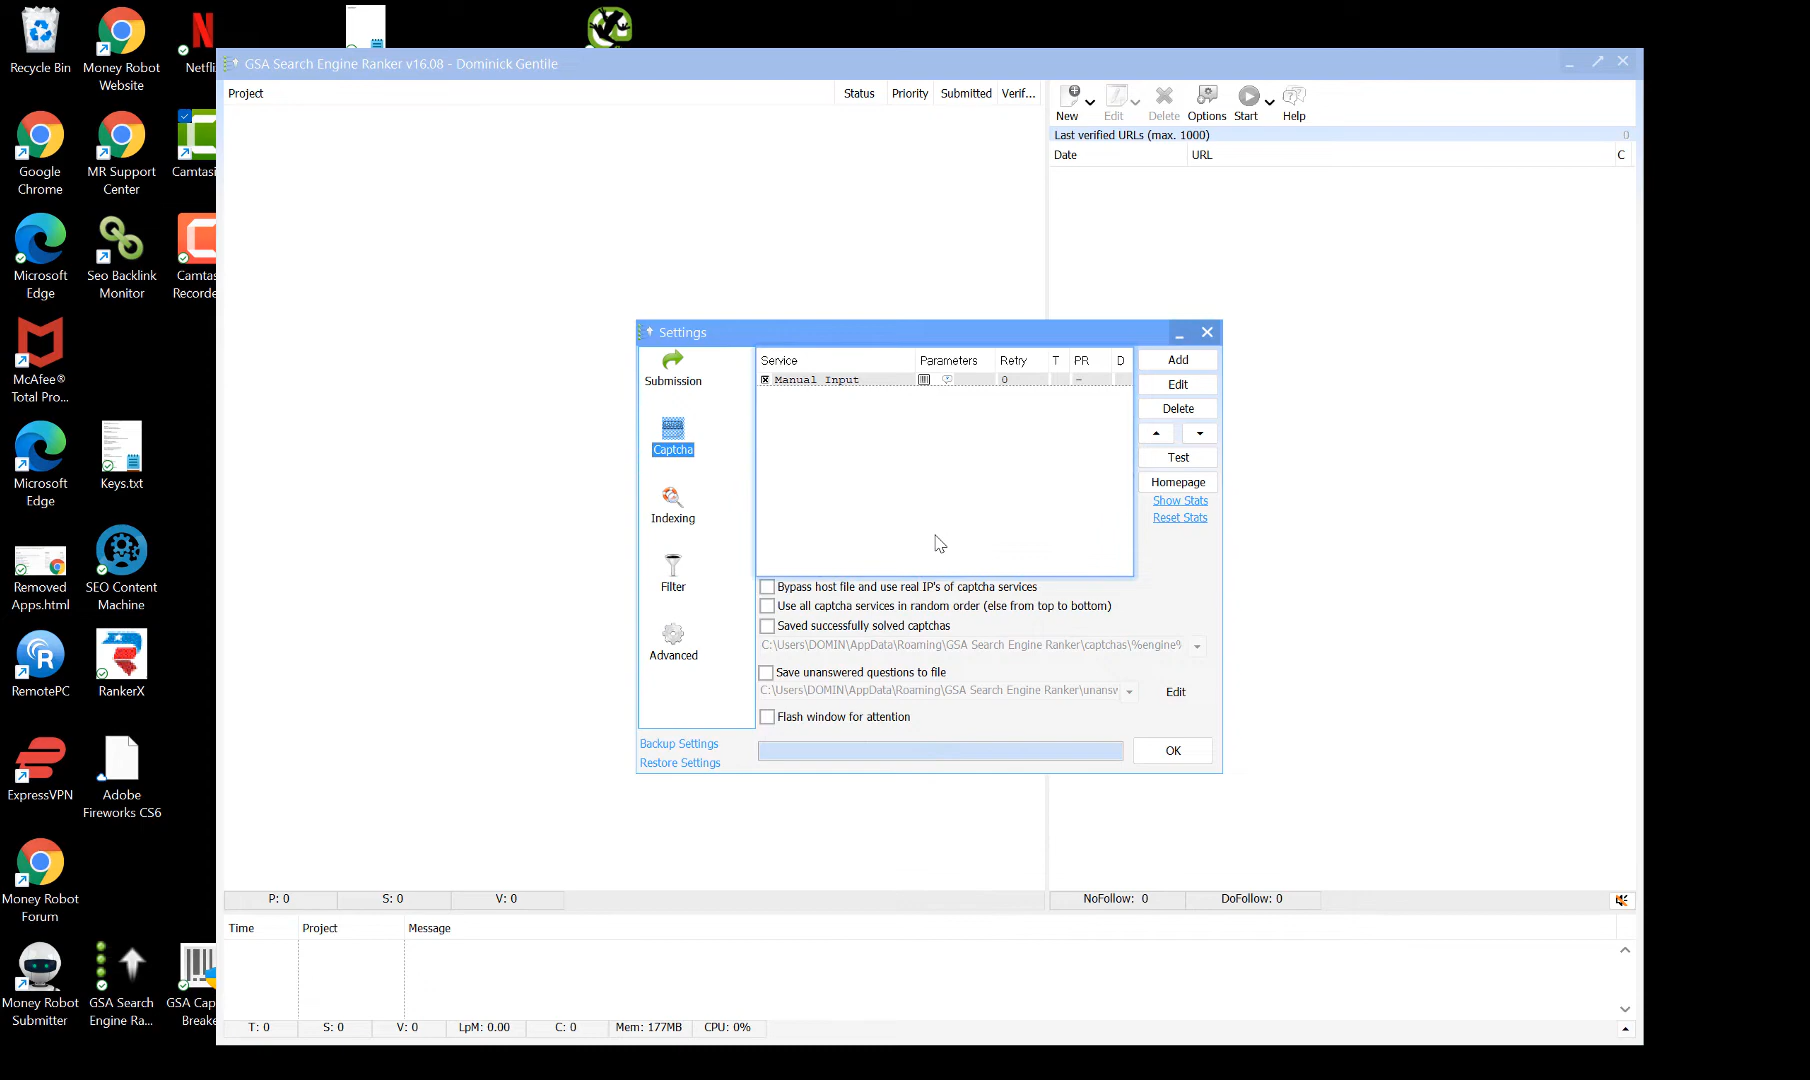 Recycle Bin
Money Robot
Website
Netfli
Google
Chrome
MR Support
Center
Camtasi
Microsoft
Edge
Seo Backlink
Monitor
Camtas
Recorde
McAfee®
Total Pro...
Microsoft
Edge
Keys.txt
Removed
Apps.html
SEO Content
Machine
RemotePC
RankerX
ExpressVPN
Adobe
Fireworks CS6
Money Robot
Forum
Money Robot
Submitter
GSA Search
Engine Ra...
GSA Cap
Breake
GSA Search Engine Ranker v16.08 - Dominick Gentile
Project Status Priority Submitted Verif...
New Edit Delete Options Start Help
Last verified URLs (max. 1000) 0
Date URL C
Settings
Submission
Captcha
Indexing
Filter
Advanced
Backup Settings
Restore Settings
Service Parameters Retry T PR D
Manual Input 0 -
Add
Edit
Delete
Test
Homepage
Show Stats
Reset Stats
Bypass host file and use real IP's of captcha services
Use all captcha services in random order (else from top to bottom)
Saved successfully solved captchas
C:\Users\DOMIN\AppData\Roaming\GSA Search Engine Ranker\captchas\%engine%
Save unanswered questions to file
C:\Users\DOMIN\AppData\Roaming\GSA Search Engine Ranker\unansw
Edit
Flash window for attention
OK
P: 0 S: 0 V: 0
NoFollow: 0 DoFollow: 0
Time Project Message
T: 0 S: 0 V: 0 LpM: 0.00 C: 0 Mem: 177MB CPU: 0%